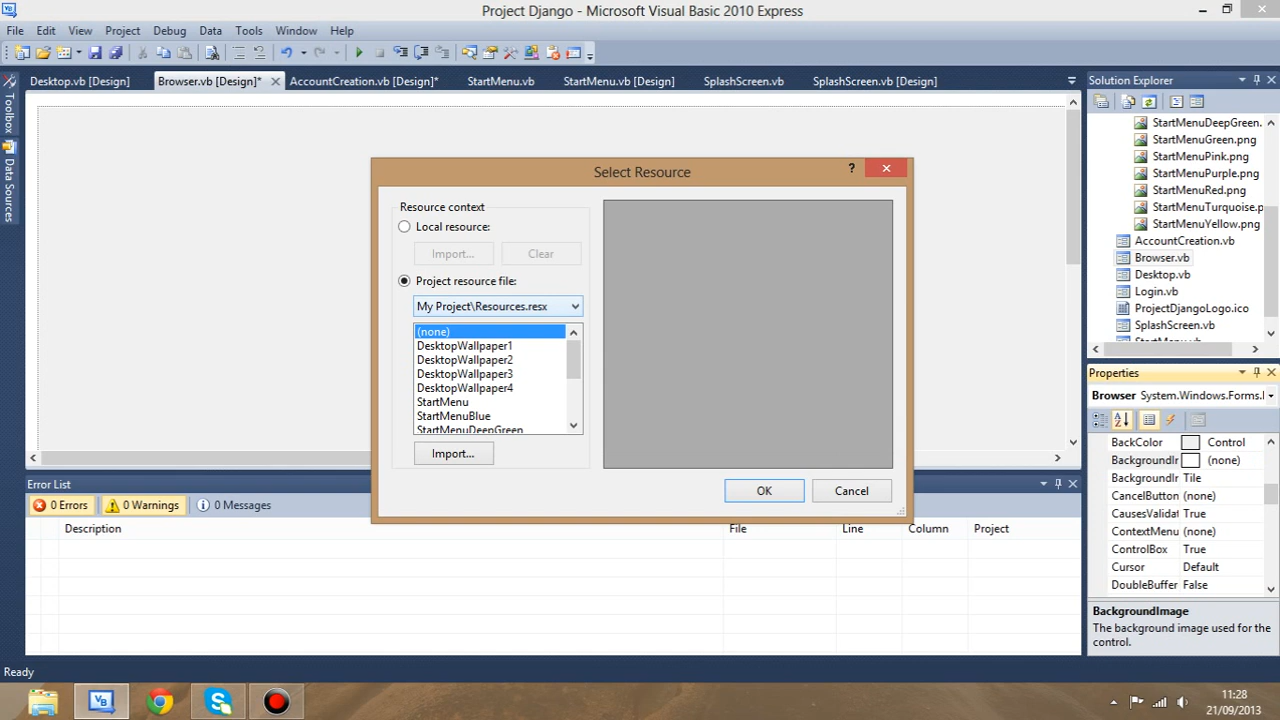 Project Django - Microsoft Visual Basic 2010 Express
File Edit View Project Debug Data Tools Window Help
Desktop.vb [Design] Browser.vb [Design]* AccountCreation.vb [Design]* StartMenu.vb StartMenu.vb [Design] SplashScreen.vb SplashScreen.vb [Design]
Toolbox
Data Sources
Solution Explorer
StartMenuDeepGreen.
StartMenuGreen.png
StartMenuPink.png
StartMenuPurple.png
StartMenuRed.png
StartMenuTurquoise.p
StartMenuYellow.png
AccountCreation.vb
Browser.vb
Desktop.vb
Login.vb
ProjectDjangoLogo.ico
SplashScreen.vb
Select Resource
?
Resource context
Local resource:
Import... Clear
Project resource file:
My Project\Resources.resx
(none)
DesktopWallpaper1
DesktopWallpaper2
DesktopWallpaper3
DesktopWallpaper4
StartMenu
StartMenuBlue
StartMenuDeepGreen
Import...
OK Cancel
Properties
Browser System.Windows.Forms.
BackColor Control
BackgroundIr (none)
BackgroundIr Tile
CancelButton (none)
CausesValidat True
ContextMenu (none)
ControlBox True
Cursor Default
DoubleBuffer False
BackgroundImage
The background image used for the
control.
Error List
0 Errors 0 Warnings 0 Messages
Description File Line Column Project
Ready
VB
11:28
21/09/2013